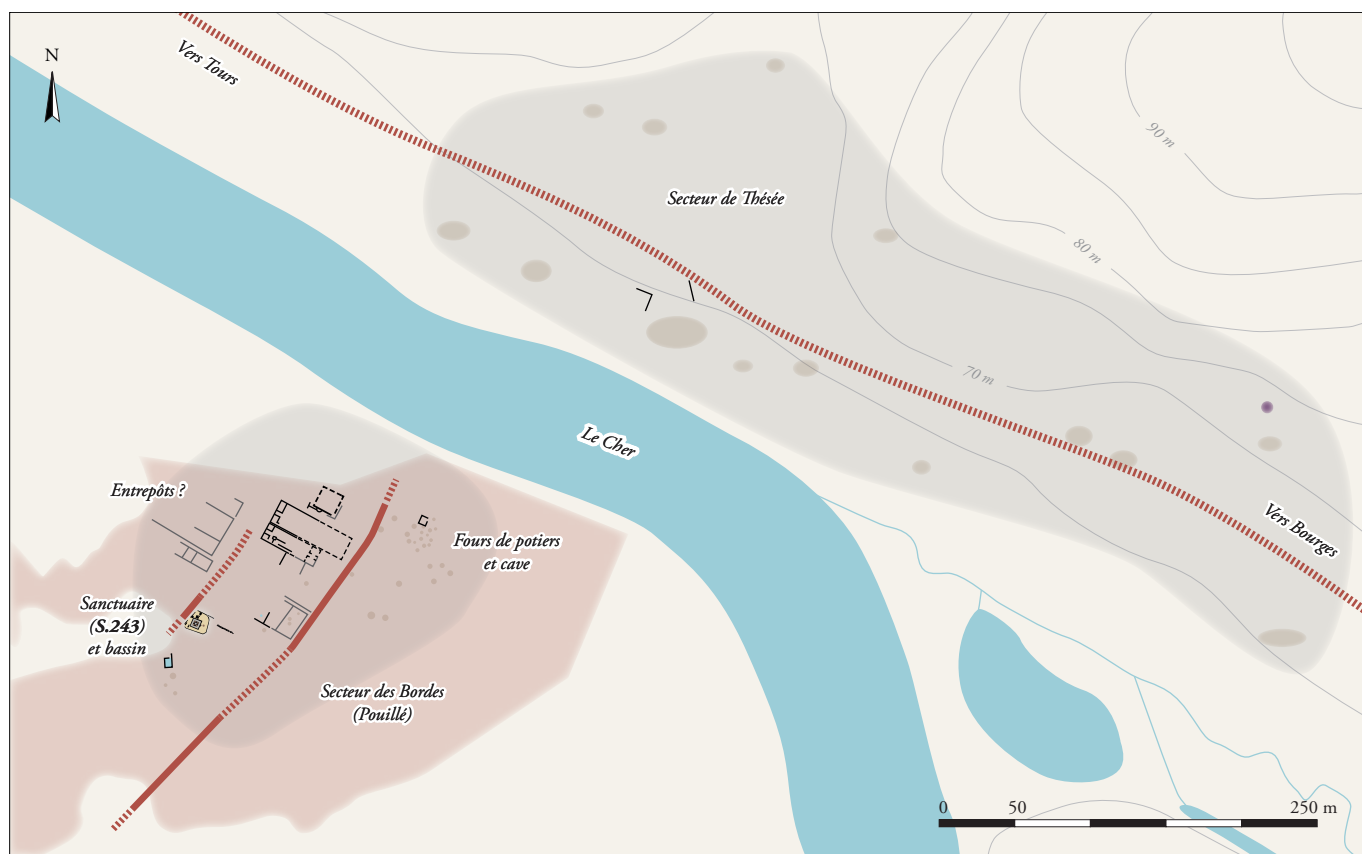 N
Vers Tours
Secteur de Thésée
90 m
80 m
70 m
Le Cher
Entrepôts ?
Fours de potiers
et cave
Vers Bourges
Sanctuaire
(S.243)
et bassin
Secteur des Bordes
(Pouillé)
0 50 250 m